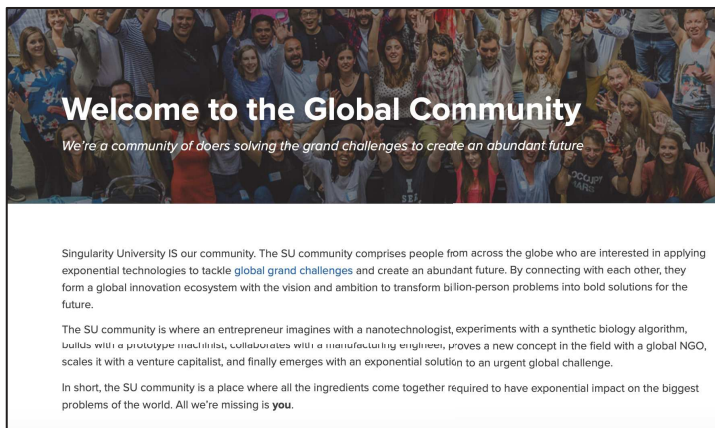 Welcome to the Global Community
We're a community of doers solving the grand challenges to create an abundant future
OCCUPY
MARS
Singularity University IS our community. The SU community comprises people from across the globe who are interested in applying
exponential technologies to tackle global grand challenges and create an abundant future. By connecting with each other, they
form a global innovation ecosystem with the vision and ambition to transform billion-person problems into bold solutions for the
future.
The SU community is where an entrepreneur imagines with a nanotechnologist, experiments with a synthetic biology algorithm,
builds with a prototype machinist, collaborates with a manufacturing engineer, proves a new concept in the field with a global NGO,
scales it with a venture capitalist, and finally emerges with an exponential solution to an urgent global challenge.
In short, the SU community is a place where all the ingredients come together required to have exponential impact on the biggest
problems of the world. All we're missing is you.